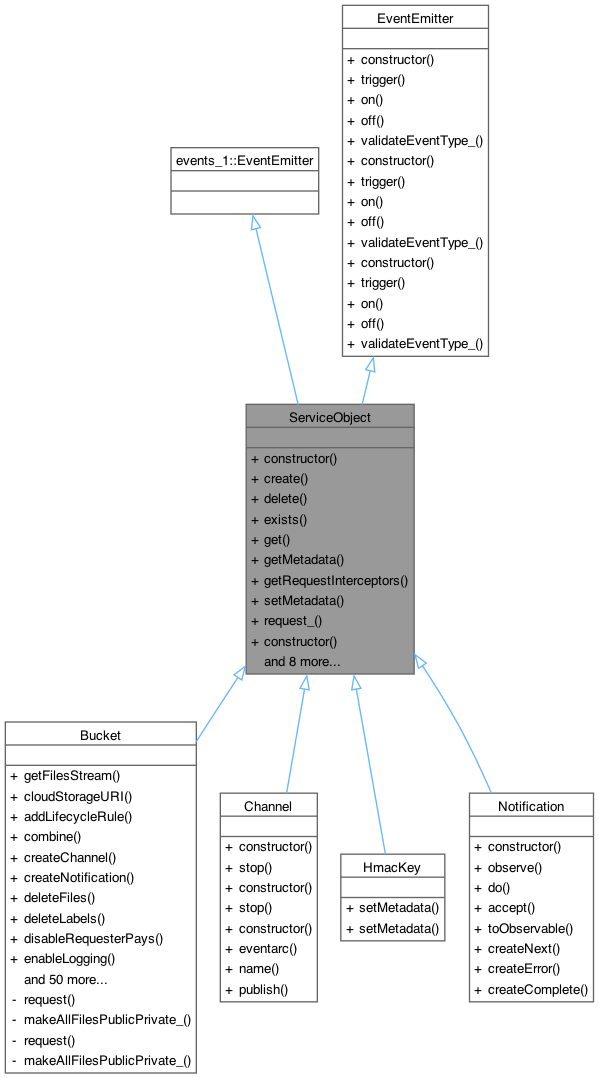 EventEmitter
+ constructor()
+ trigger()
+ on()
+ off()
+ validateEventType_()
+ constructor()
+ trigger()
+ on()
+ off()
+ validateEventType_()
+ constructor()
+ trigger()
+ on()
+ off()
+ validateEventType_()
events_1::EventEmitter
ServiceObject
+ constructor()
+ create()
+ delete()
+ exists()
+ get()
+ getMetadata()
+ getRequestInterceptors()
+ setMetadata()
+ request_()
+ constructor()
and 8 more...
Bucket
+ getFilesStream()
+ cloudStorageURI()
+ addLifecycleRule()
+ combine()
+ createChannel()
+ createNotification()
+ deleteFiles()
+ deleteLabels()
+ disableRequesterPays()
+ enableLogging()
and 50 more...
- request()
- makeAllFilesPublicPrivate_()
- request()
- makeAllFilesPublicPrivate_()
Channel
+ constructor()
+ stop()
+ constructor()
+ stop()
+ constructor()
+ eventarc()
+ name()
+ publish()
HmacKey
+ setMetadata()
+ setMetadata()
Notification
+ constructor()
+ observe()
+ do()
+ accept()
+ toObservable()
+ createNext()
+ createError()
+ createComplete()